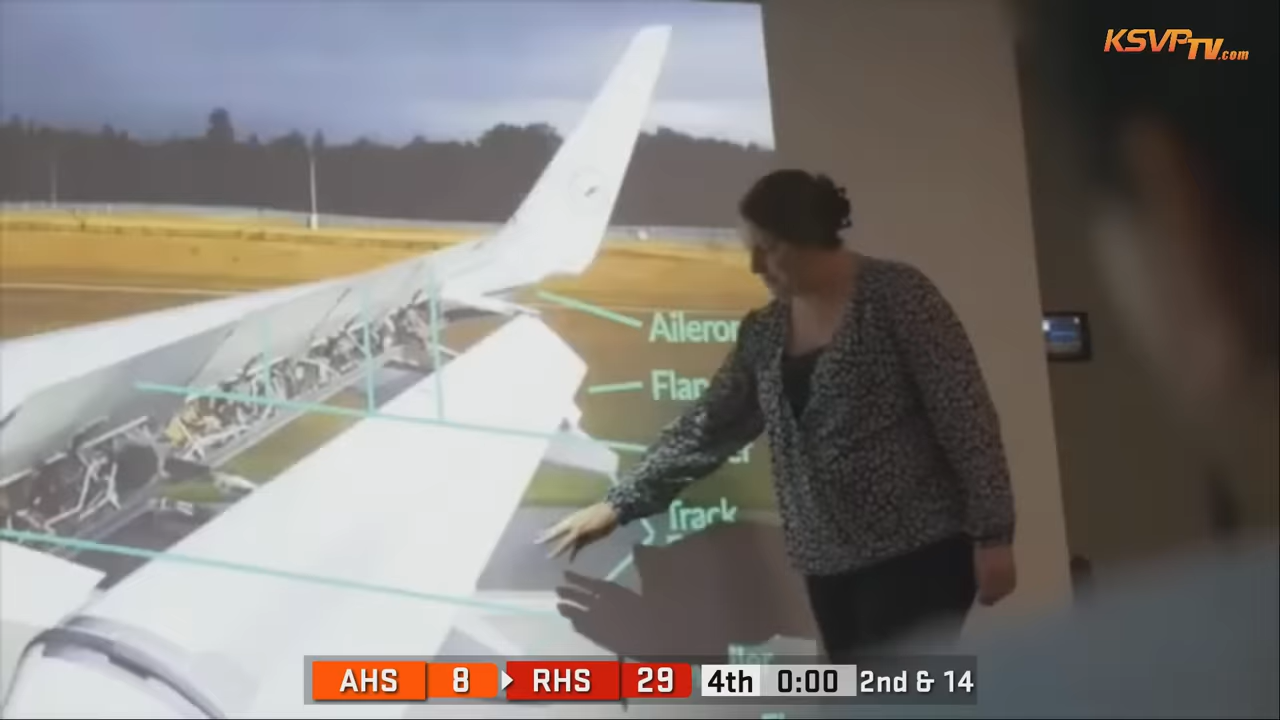 KSVPTV.com
Aileron
Flap
Track
AHS 8 RHS 29 4th 0:00 2nd & 14